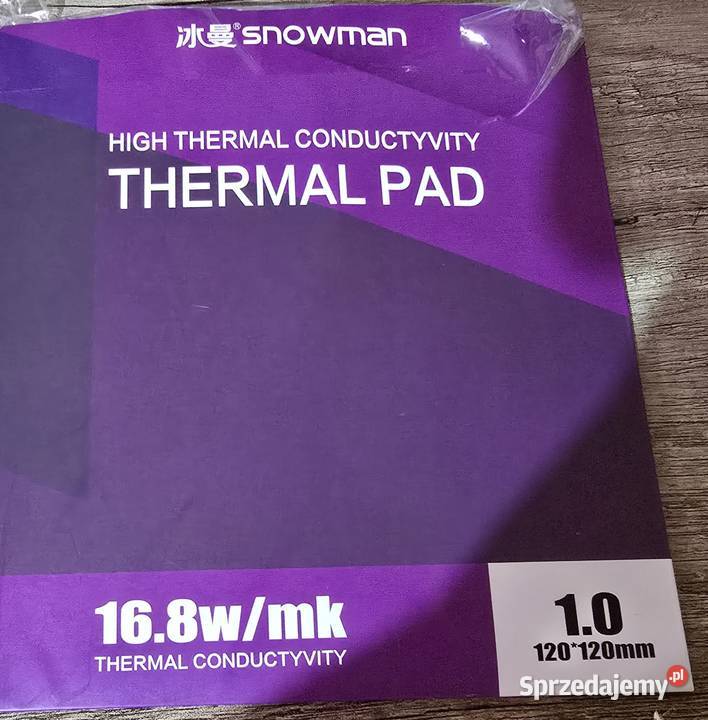 冰曼® snowman
HIGH THERMAL CONDUCTYVITY
THERMAL PAD
16.8w/mk
THERMAL CONDUCTYVITY
1.0
120*120mm
Sprzedajemy.pl